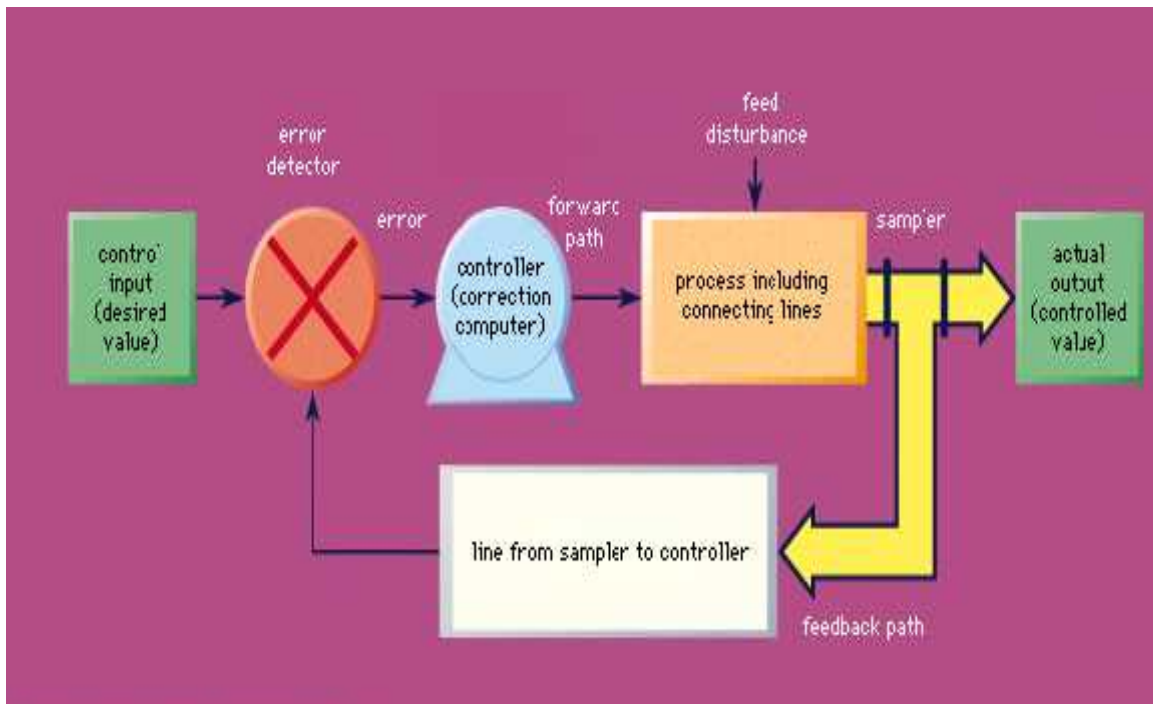 feed
disturbance
error
detector
error
forward
path
sampler
control
input
(desired
value)
controller
(correction
computer)
process including
connecting lines
actual
output
(controlled
value)
line from sampler to controller
feedback path